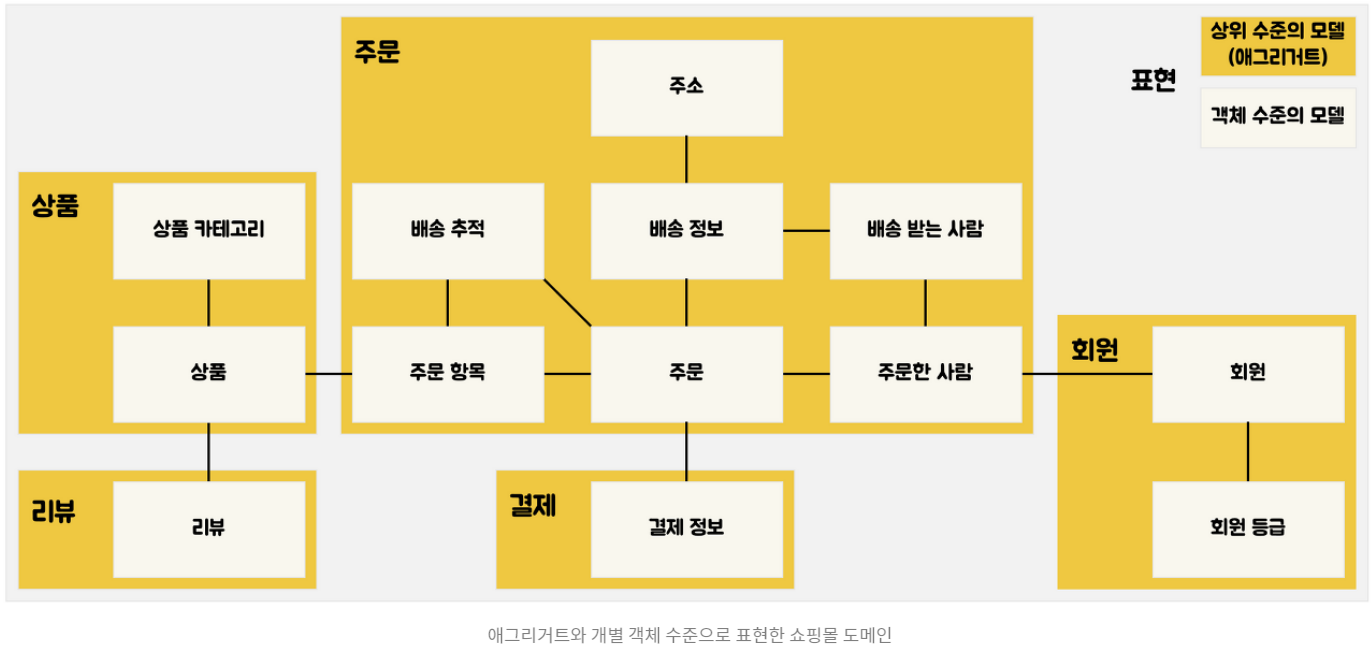 주문
주소
표현
상위 수준의 모델
(애그리거트)
객체 수준의 모델
상품
상품 카테고리
배송 추적
배송 정보
배송 받는 사람
상품
주문 항목
주문
주문한 사람
회원
회원
리뷰
리뷰
결제
결제 정보
회원 등급
애그리거트와 개별 객체 수준으로 표현한 쇼핑몰 도메인